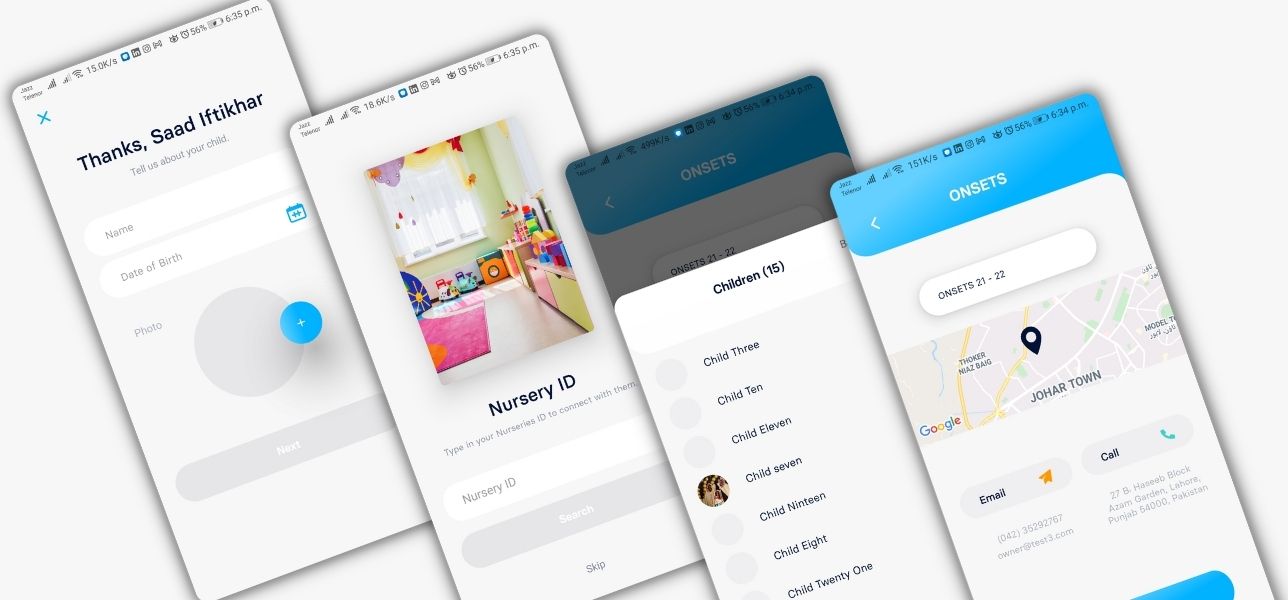 Jazz
Telenor
15.0K/s
56%
6:35 p.m.
Thanks, Saad Iftikhar
Tell us about your child.
Name
Date of Birth
Photo
Next
Jazz
Telenor
18.6K/s
56%
6:35 p.m.
Nursery ID
Type in your Nurseries ID to connect with them.
Nursery ID
Search
Skip
Jazz
Telenor
499K/s
56%
6:34 p.m.
ONSETS
ONSETS 21 - 22
B
Children (15)
Child Three
Child Ten
Child Eleven
Child seven
Child Ninteen
Child Eight
Child Twenty One
Jazz
Telenor
151K/s
56%
6:34 p.m.
ONSETS
ONSETS 21 - 22
THOKER
NIAZ BAIG
MODEL T
JOHAR TOWN
Google
Email
Call
(042) 35292767
owner@test3.com
27 B، Haseeb Block
Azam Garden, Lahore,
Punjab 54000, Pakistan